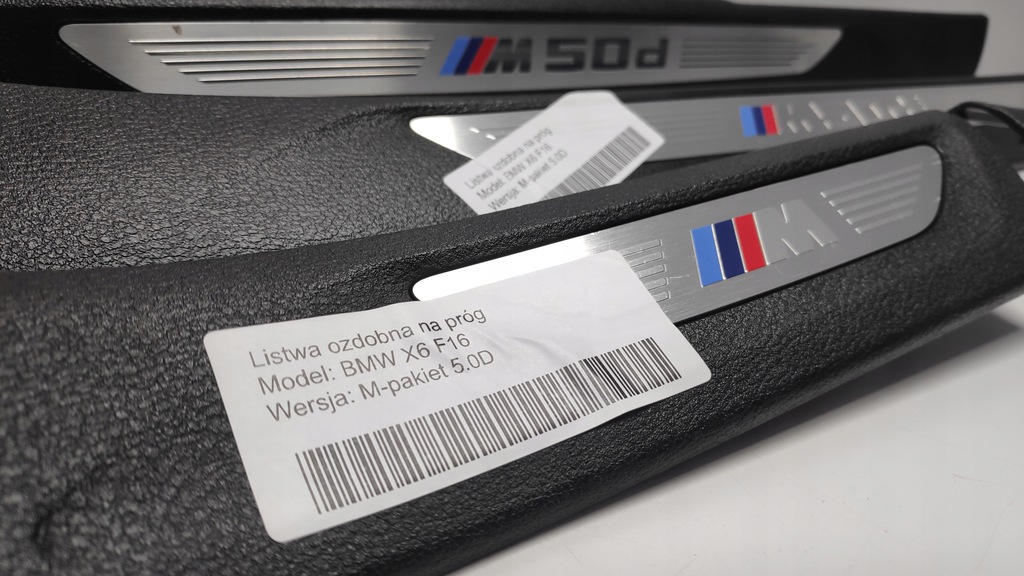 M50d
Listwa ozdobna na próg
Model: BMW X6 F16
Wersja: M-pakiet 5.0D
M
Listwa ozdobna na próg
Model: BMW X6 F16
Wersja: M-pakiet 5.0D